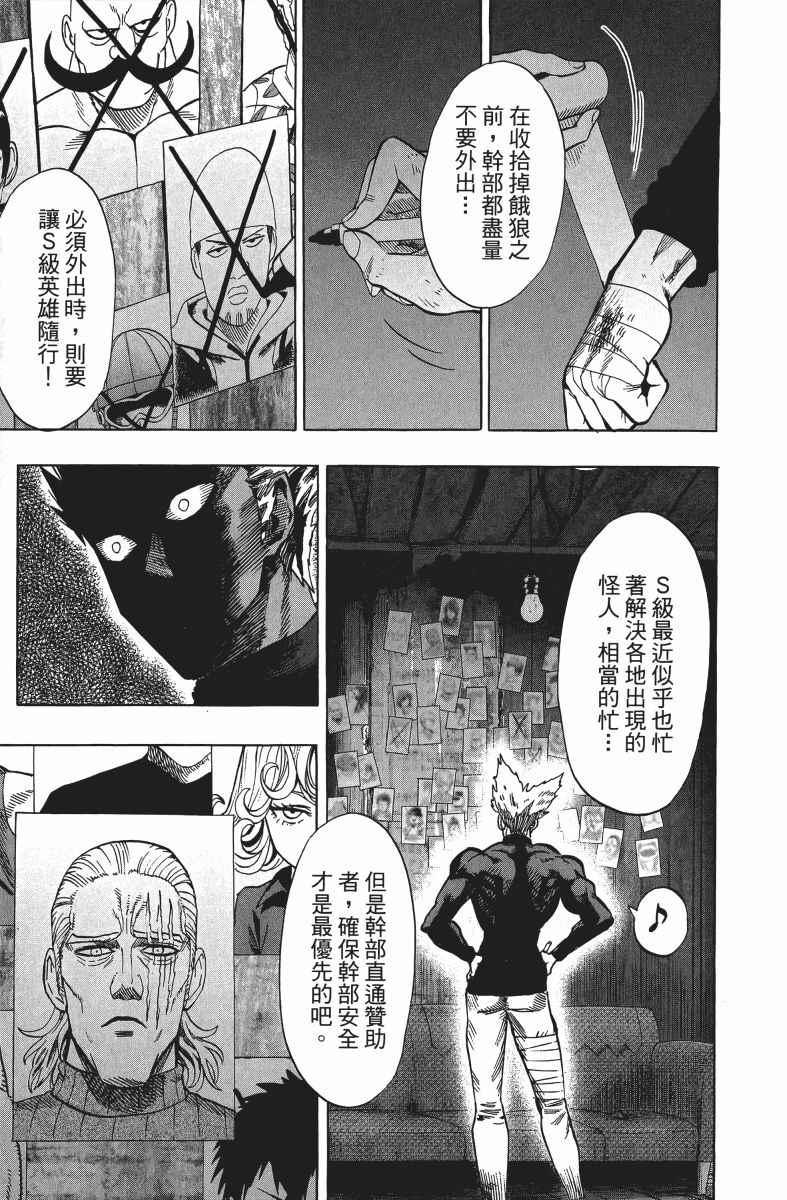 在收拾掉餓狼之
前，幹部都盡量
不要外出…
必須外出時，則要
讓Ｓ級英雄隨行！
Ｓ級最近似乎也忙
著解決各地出現的
怪人，相當的忙…
但是幹部直通贊助
者，確保幹部安全
才是最優先的吧。